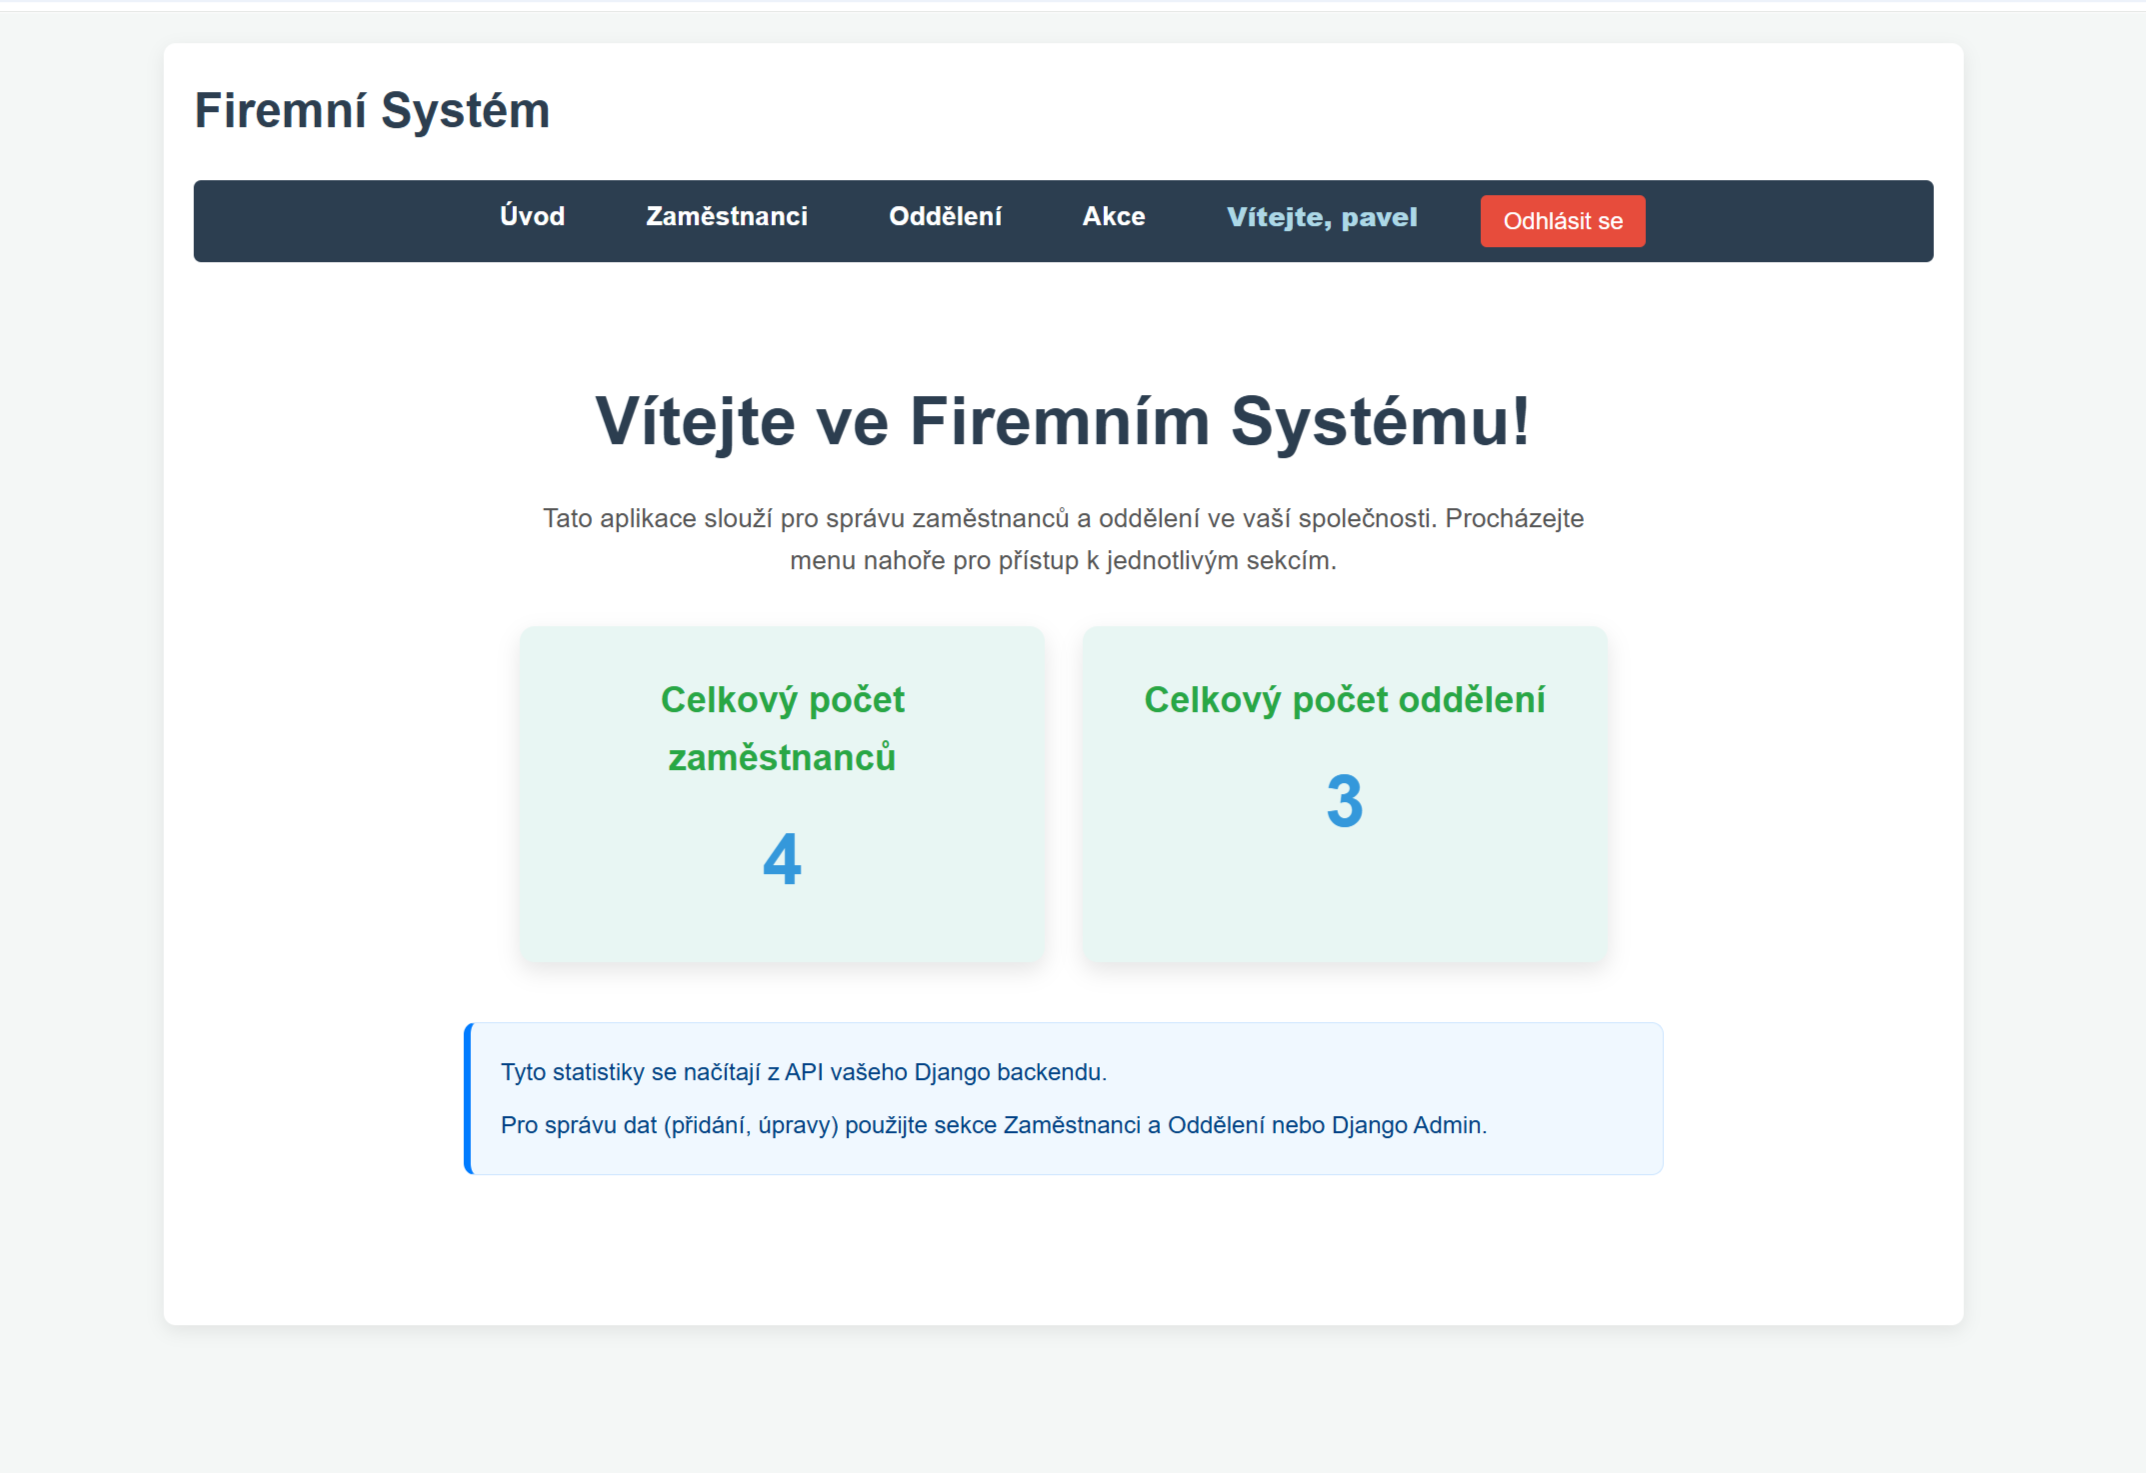 Firemní Systém
Úvod Zaměstnanci Oddělení Akce Vítejte, pavel Odhlásit se
Vítejte ve Firemním Systému!
Tato aplikace slouží pro správu zaměstnanců a oddělení ve vaší společnosti. Procházejte
menu nahoře pro přístup k jednotlivým sekcím.
Celkový počet
zaměstnanců
4
Celkový počet oddělení
3
Tyto statistiky se načítají z API vašeho Django backendu.
Pro správu dat (přidání, úpravy) použijte sekce Zaměstnanci a Oddělení nebo Django Admin.